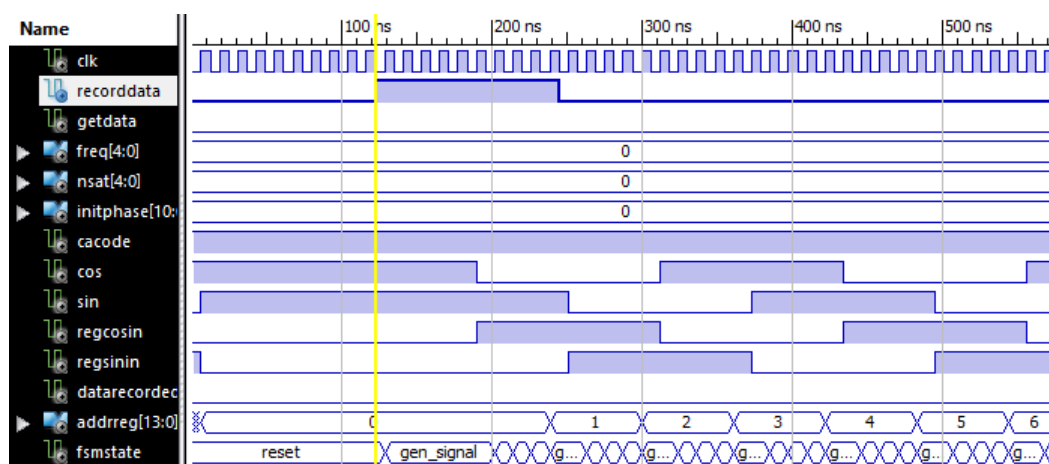 Name 100 ns 200 ns 300 ns 400 ns 500 ns
clk
recorddata
getdata
freq[4:0] 0
nsat[4:0] 0
initphase[10: 0
cacode
cos
sin
regcosin
regsinin
datarecordec
addrreg[13:0] 0 1 2 3 4 5 6
fsmstate reset gen_signal g... g... g... g... g.. g...